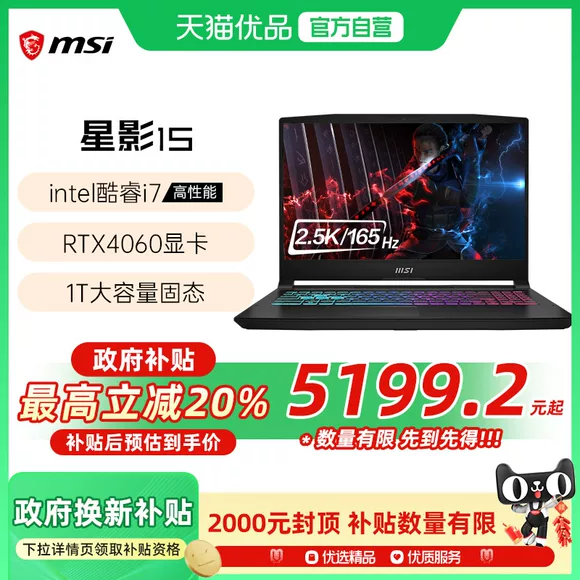 msi
天猫优品 官方自营
星影15
intel酷睿i7 高性能
RTX4060显卡
1T大容量固态
2.5K/165Hz
msi
政府补贴
最高立减20%
补贴后预估到手价
5199.2元起
*数量有限 先到先得!!!
政府换新补贴
下拉详情页领取补贴资格
2000元封顶 补贴数量有限
优选精品 优质服务